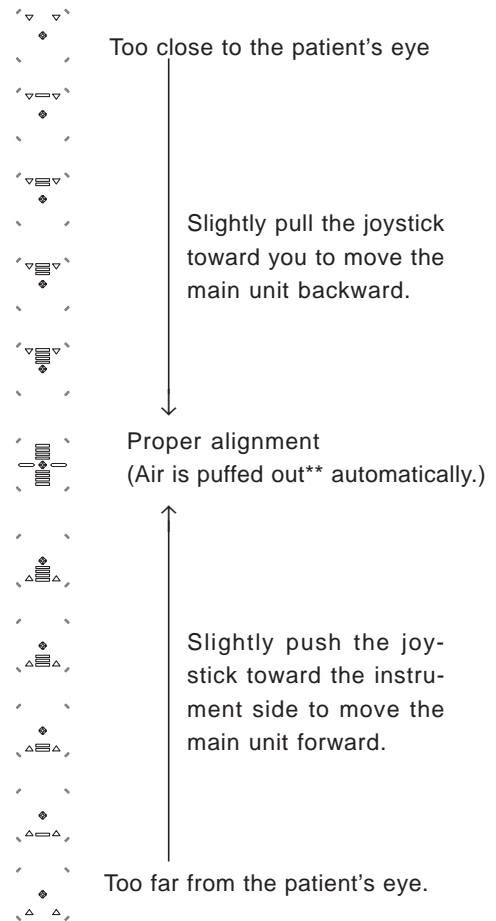 Too close to the patient's eye
Slightly pull the joystick
toward you to move the
main unit backward.
Proper alignment
(Air is puffed out** automatically.)
Slightly push the joy-
stick toward the instru-
ment side to move the
main unit forward.
Too far from the patient's eye.